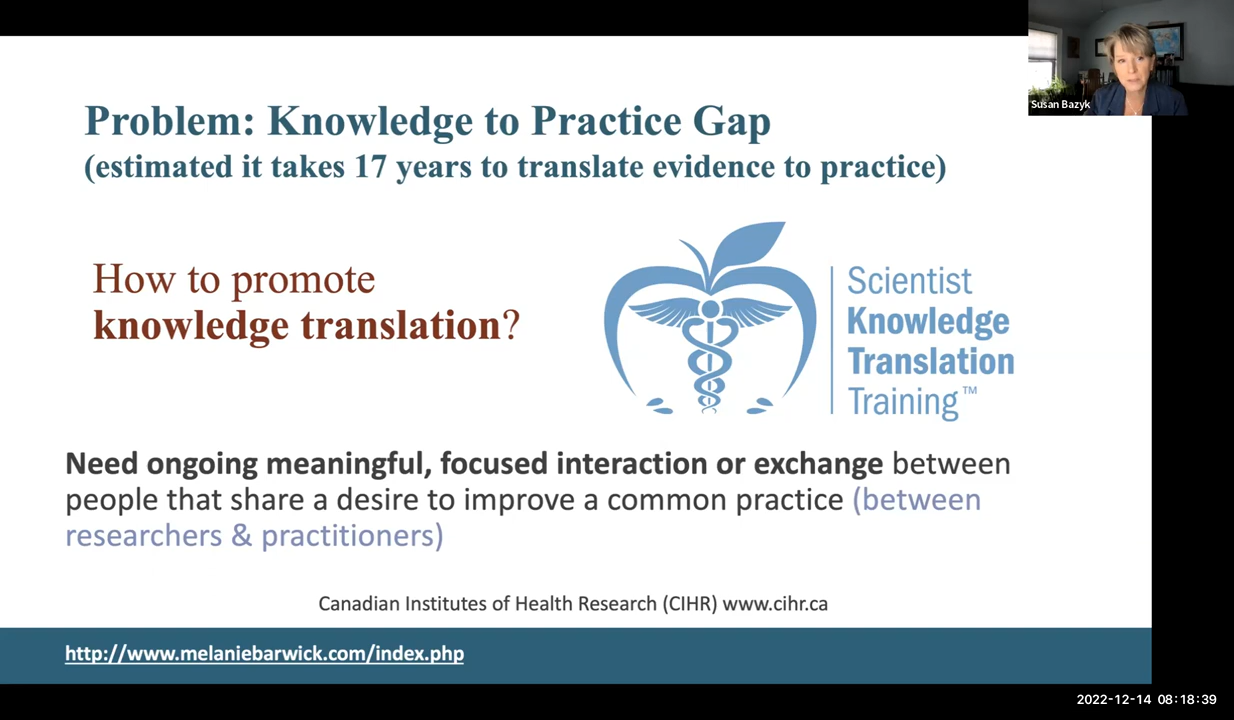 Problem: Knowledge to Practice Gap
(estimated it takes 17 years to translate evidence to practice)
Susan Bazyk
How to promote
knowledge translation?
Scientist
Knowledge
Translation
Training™
Need ongoing meaningful, focused interaction or exchange between
people that share a desire to improve a common practice (between
researchers & practitioners)
Canadian Institutes of Health Research (CIHR) www.cihr.ca
http://www.melaniebarwick.com/index.php
2022-12-14 08:18:39